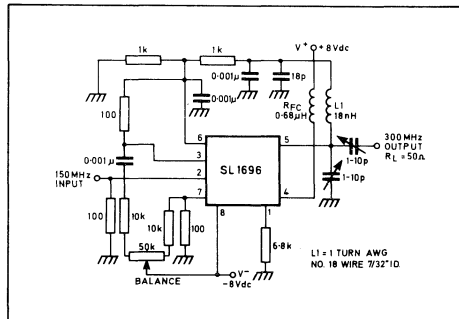 1k
1k
V+
+8Vdc
0·001μ
18p
RFC
0·68μH
L1
18nH
0·001μ
100
6
3
5
300MHz
OUTPUT
RL = 50Ω
1-10p
0·001μ
SL1696
150MHz
INPUT
2
1-10p
7
4
8
1
100
10k
10k
100
6·8k
50k
BALANCE
V-
-8Vdc
L1 = 1 TURN AWG
NO. 18 WIRE 7/32" ID.